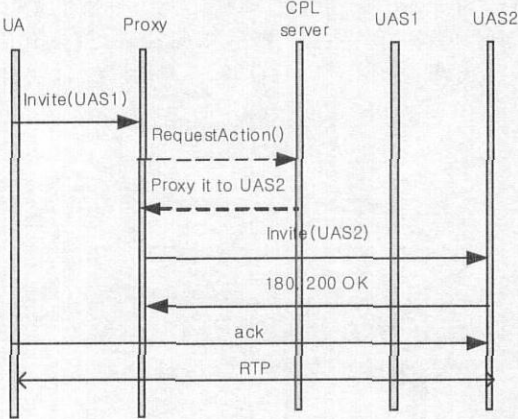 UA
Proxy
CPL
server
UAS1
UAS2
Invite(UAS1)
RequestAction()
Proxy it to UAS2
Invite(UAS2)
180, 200 OK
ack
RTP